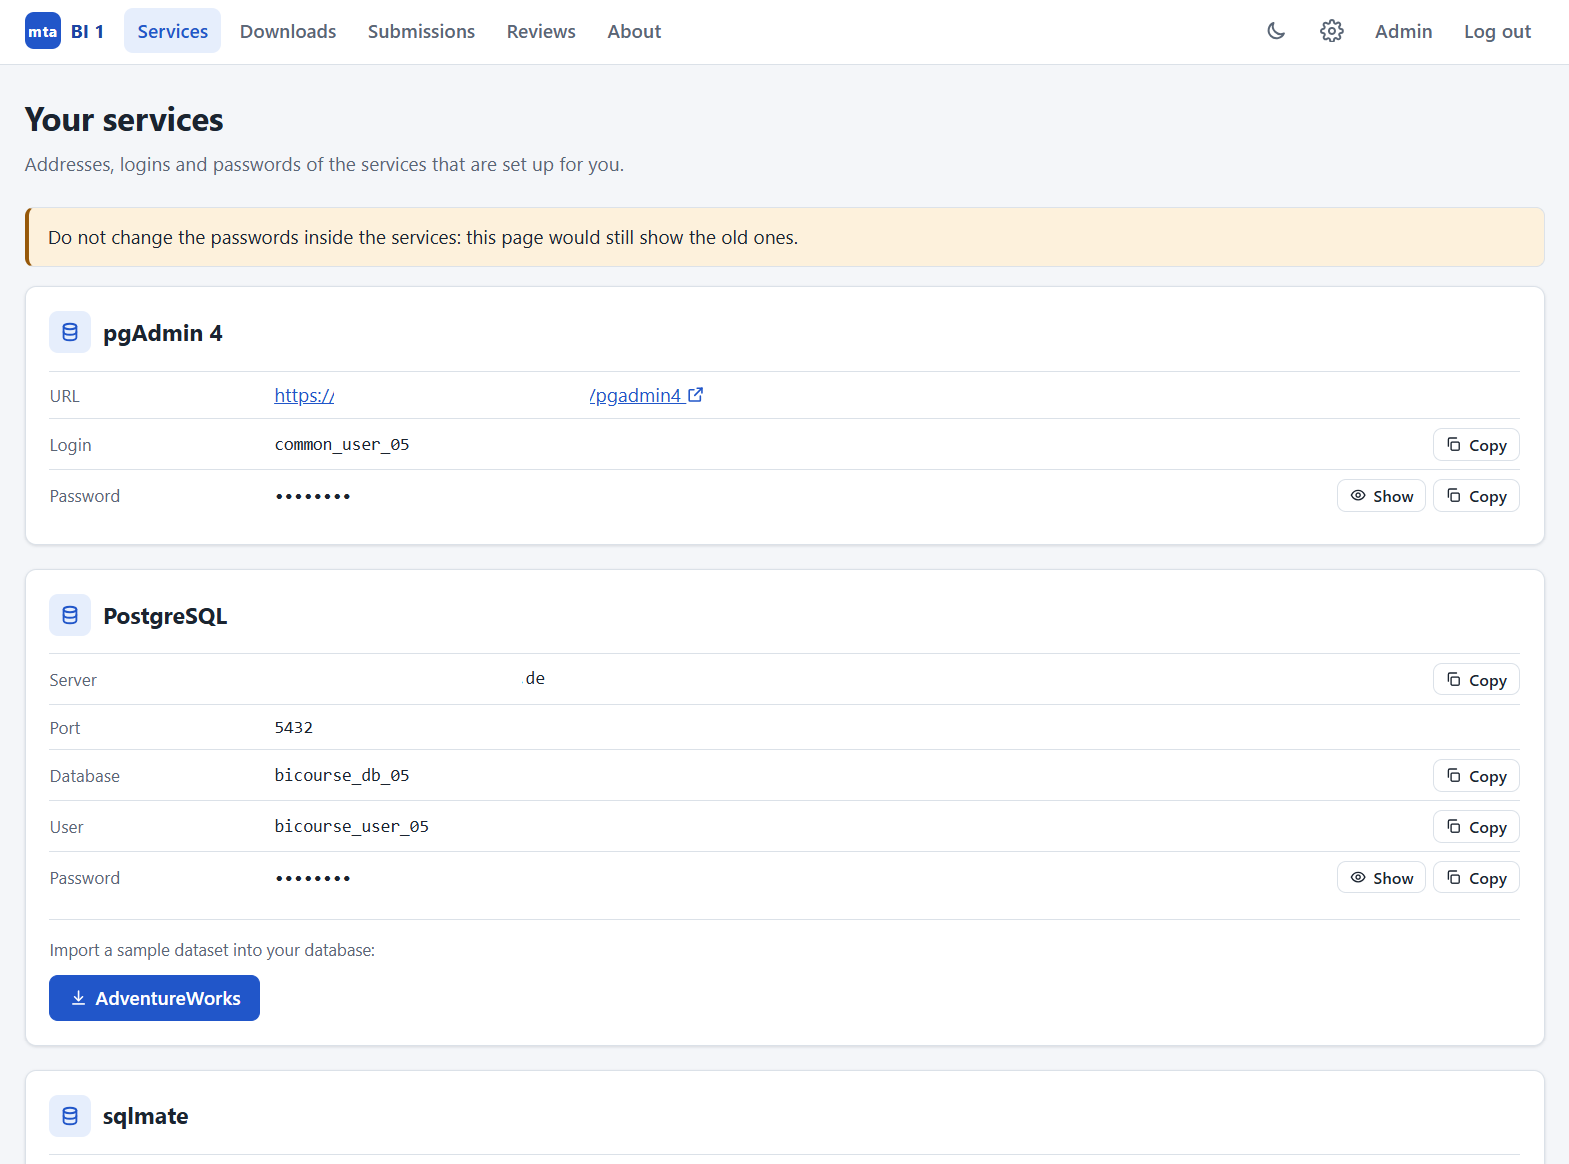 mta BI 1 Services Downloads Submissions Reviews About Admin Log out
Your services
Addresses, logins and passwords of the services that are set up for you.
Do not change the passwords inside the services: this page would still show the old ones.
pgAdmin 4
URL https:// /pgadmin4
Login common_user_05 Copy
Password •••••••• Show Copy
PostgreSQL
Server .de Copy
Port 5432
Database bicourse_db_05 Copy
User bicourse_user_05 Copy
Password •••••••• Show Copy
Import a sample dataset into your database:
AdventureWorks
sqlmate